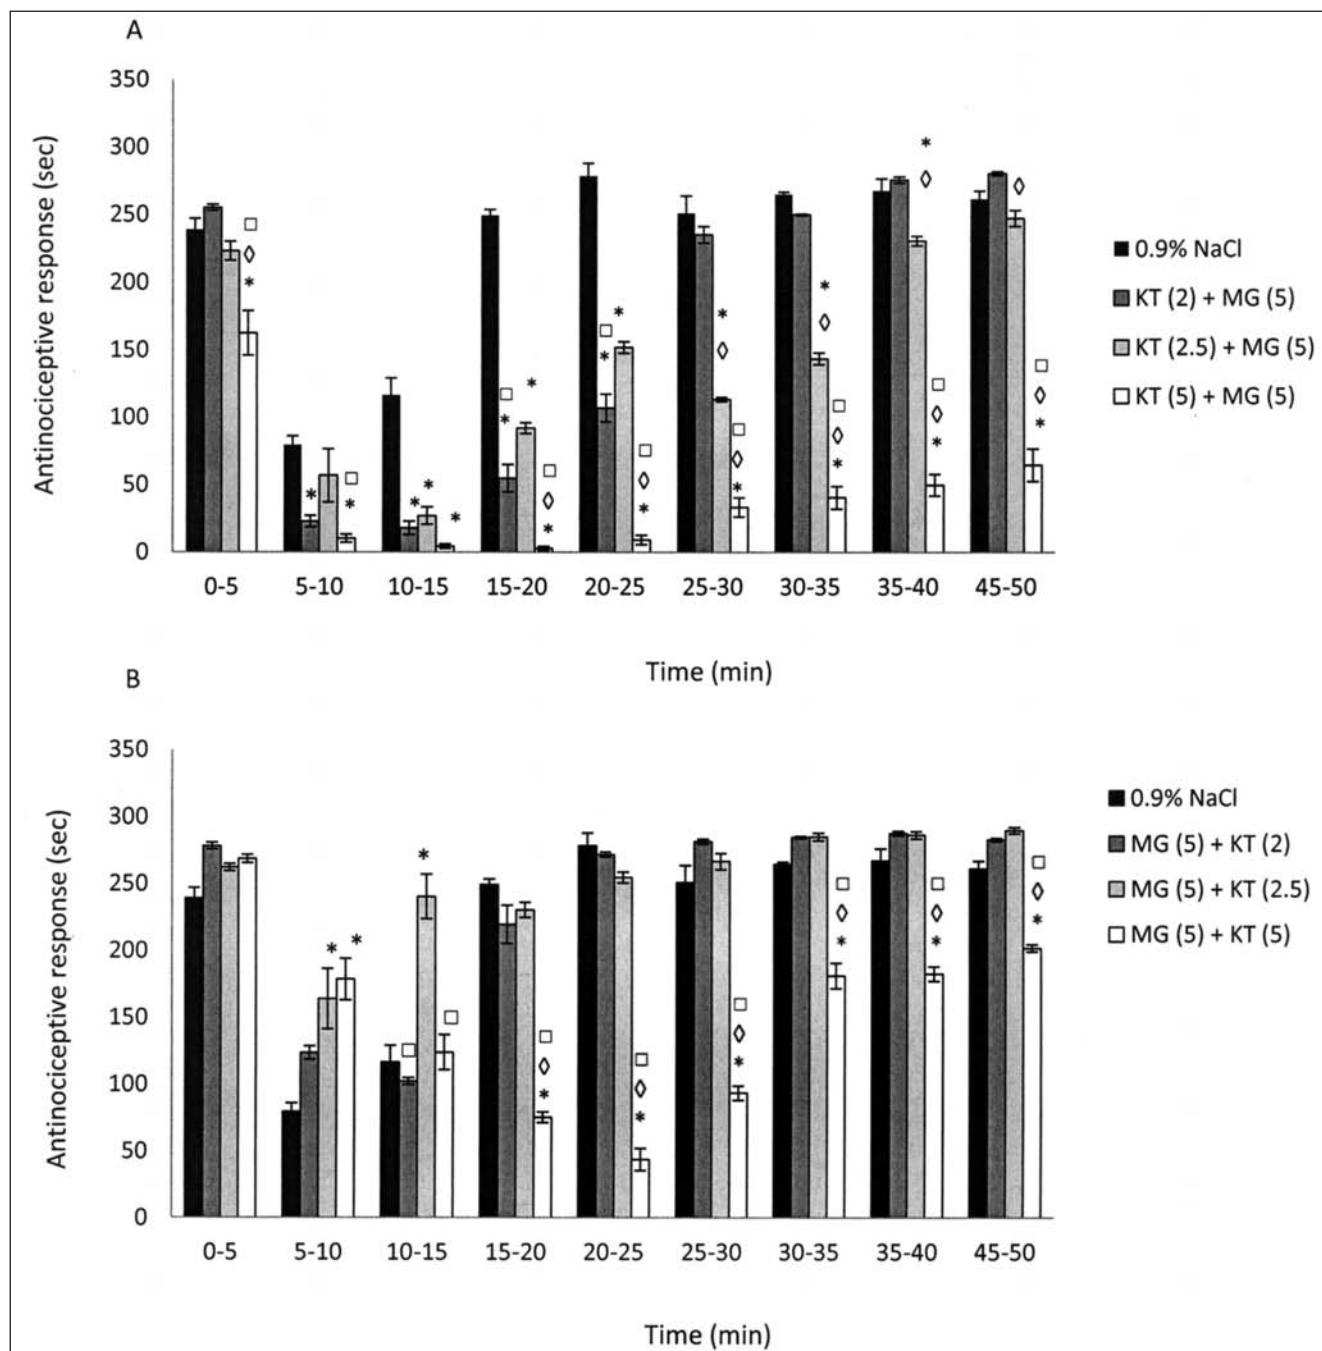 A
350
300
250
200
150
100
50
0
Antinociceptive response (sec)
0-5 5-10 10-15 15-20 20-25 25-30 30-35 35-40 45-50
Time (min)
0.9% NaCl
KT (2) + MG (5)
KT (2.5) + MG (5)
KT (5) + MG (5)
B
350
300
250
200
150
100
50
0
Antinociceptive response (sec)
0-5 5-10 10-15 15-20 20-25 25-30 30-35 35-40 45-50
Time (min)
0.9% NaCl
MG (5) + KT (2)
MG (5) + KT (2.5)
MG (5) + KT (5)